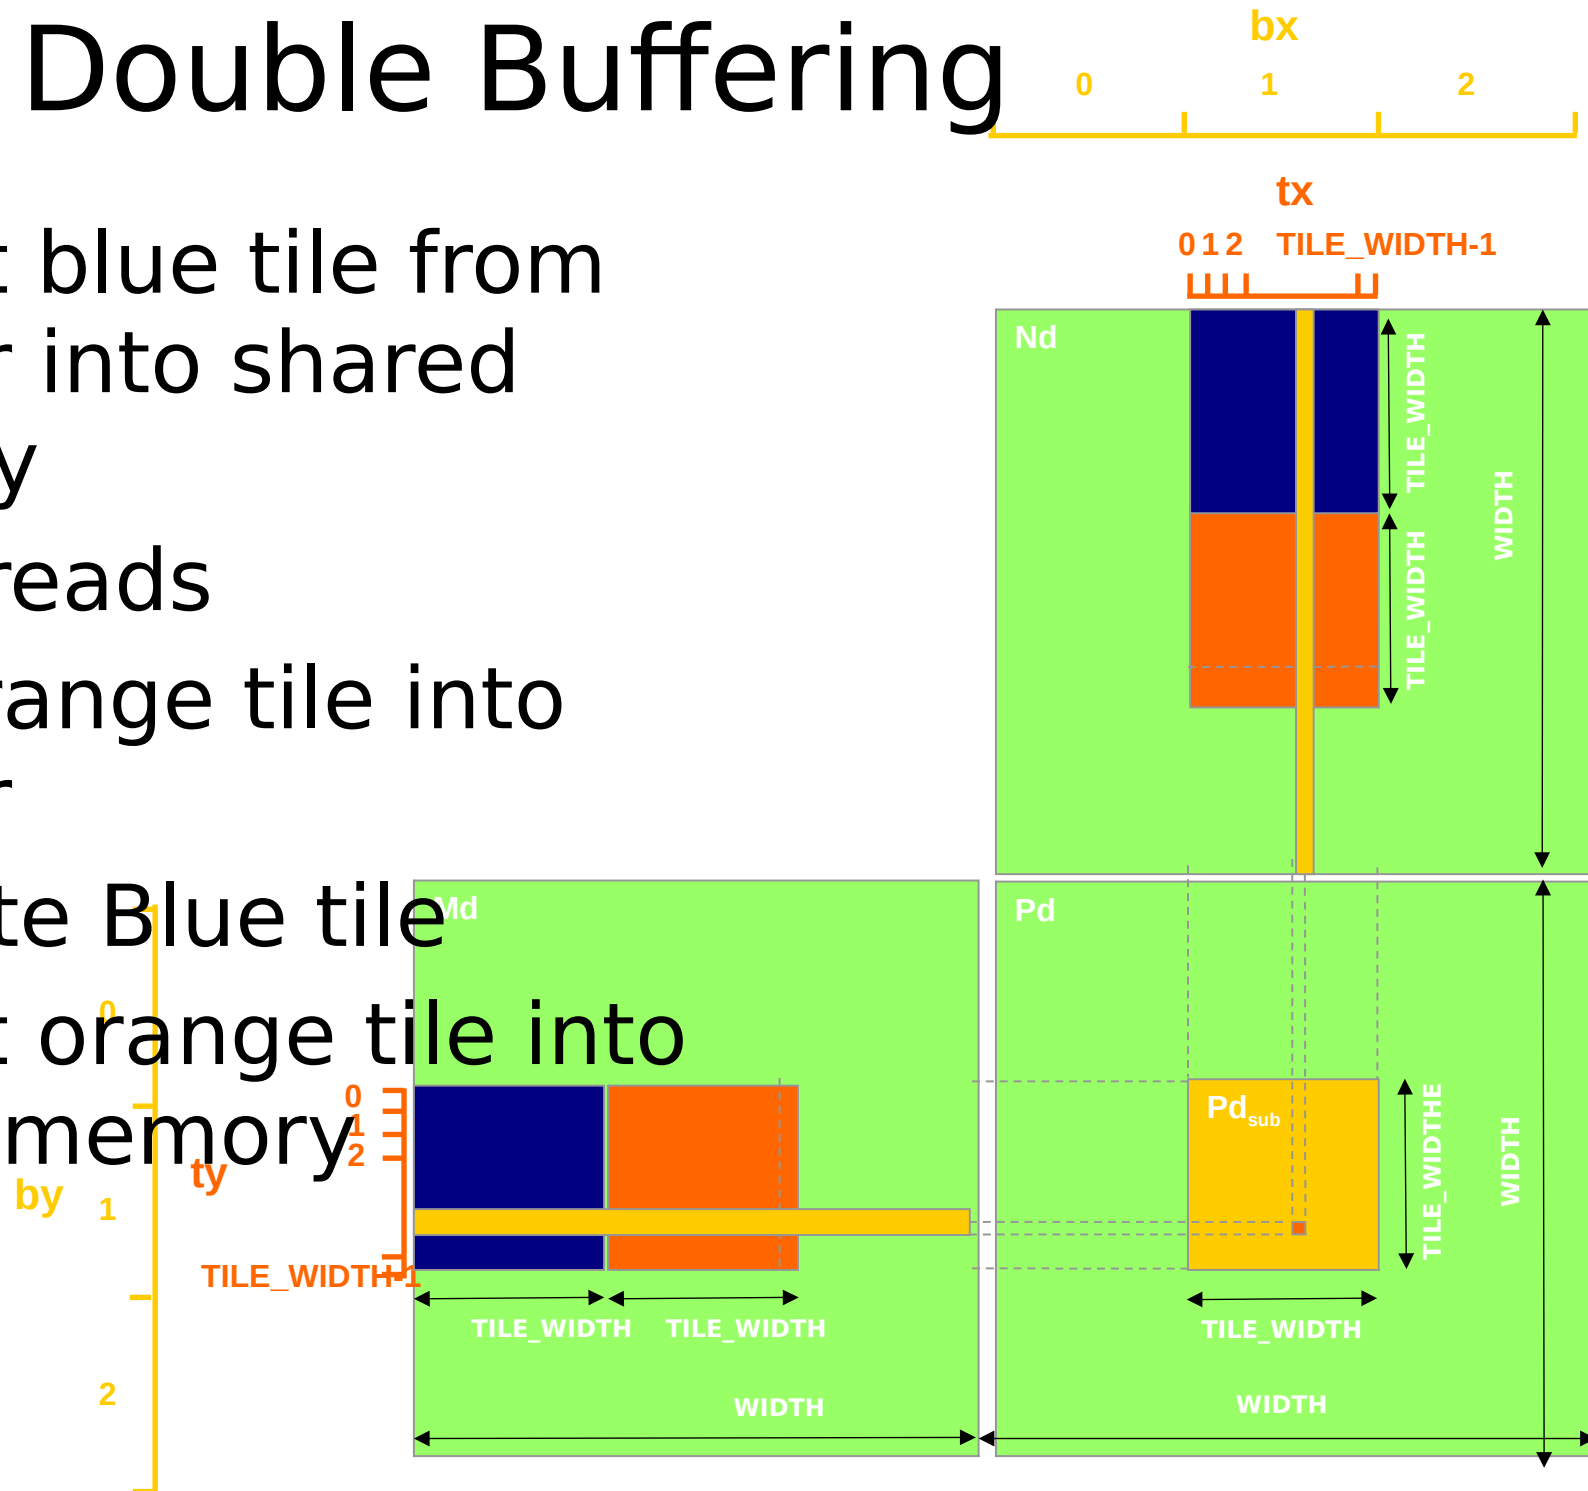 Double Buffering
bx
0 1 2
tx
0 1 2 TILE_WIDTH-1
t blue tile from
r into shared
y
reads
range tile into
r
te Blue tile
t orange tile into
memory
Nd
TILE_WIDTH
TILE_WIDTH
WIDTH
Md
Pd
by
0
1
2
ty
0
1
2
TILE_WIDTH-1
TILE_WIDTH TILE_WIDTH
WIDTH
Pdsub
TILE_WIDTHE
WIDTH
TILE_WIDTH
WIDTH